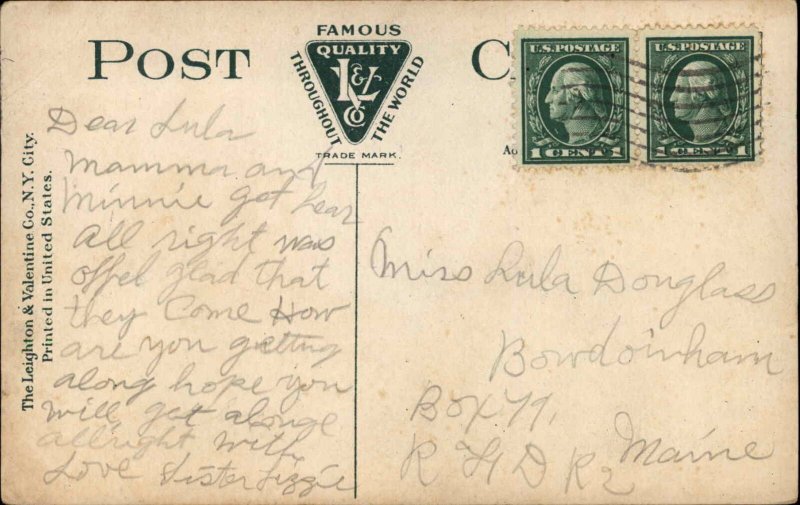 POST C
FAMOUS
QUALITY
L&V
Co
THROUGHOUT
THE WORLD
TRADE MARK.
U.S. POSTAGE
1 CENT 1
U.S. POSTAGE
1 CENT 1
The Leighton & Valentine Co., N.Y. City.
Printed in United States.
Dear Lula
Mamma and
Minnie got hear
all right was
offel glad that
they Come How
are you getting
along hope you
will get alonge
allright with
Love Sister Lizzie
Miss Lula Douglass
Bowdoinham
Box 79,
R F D R 2
Maine